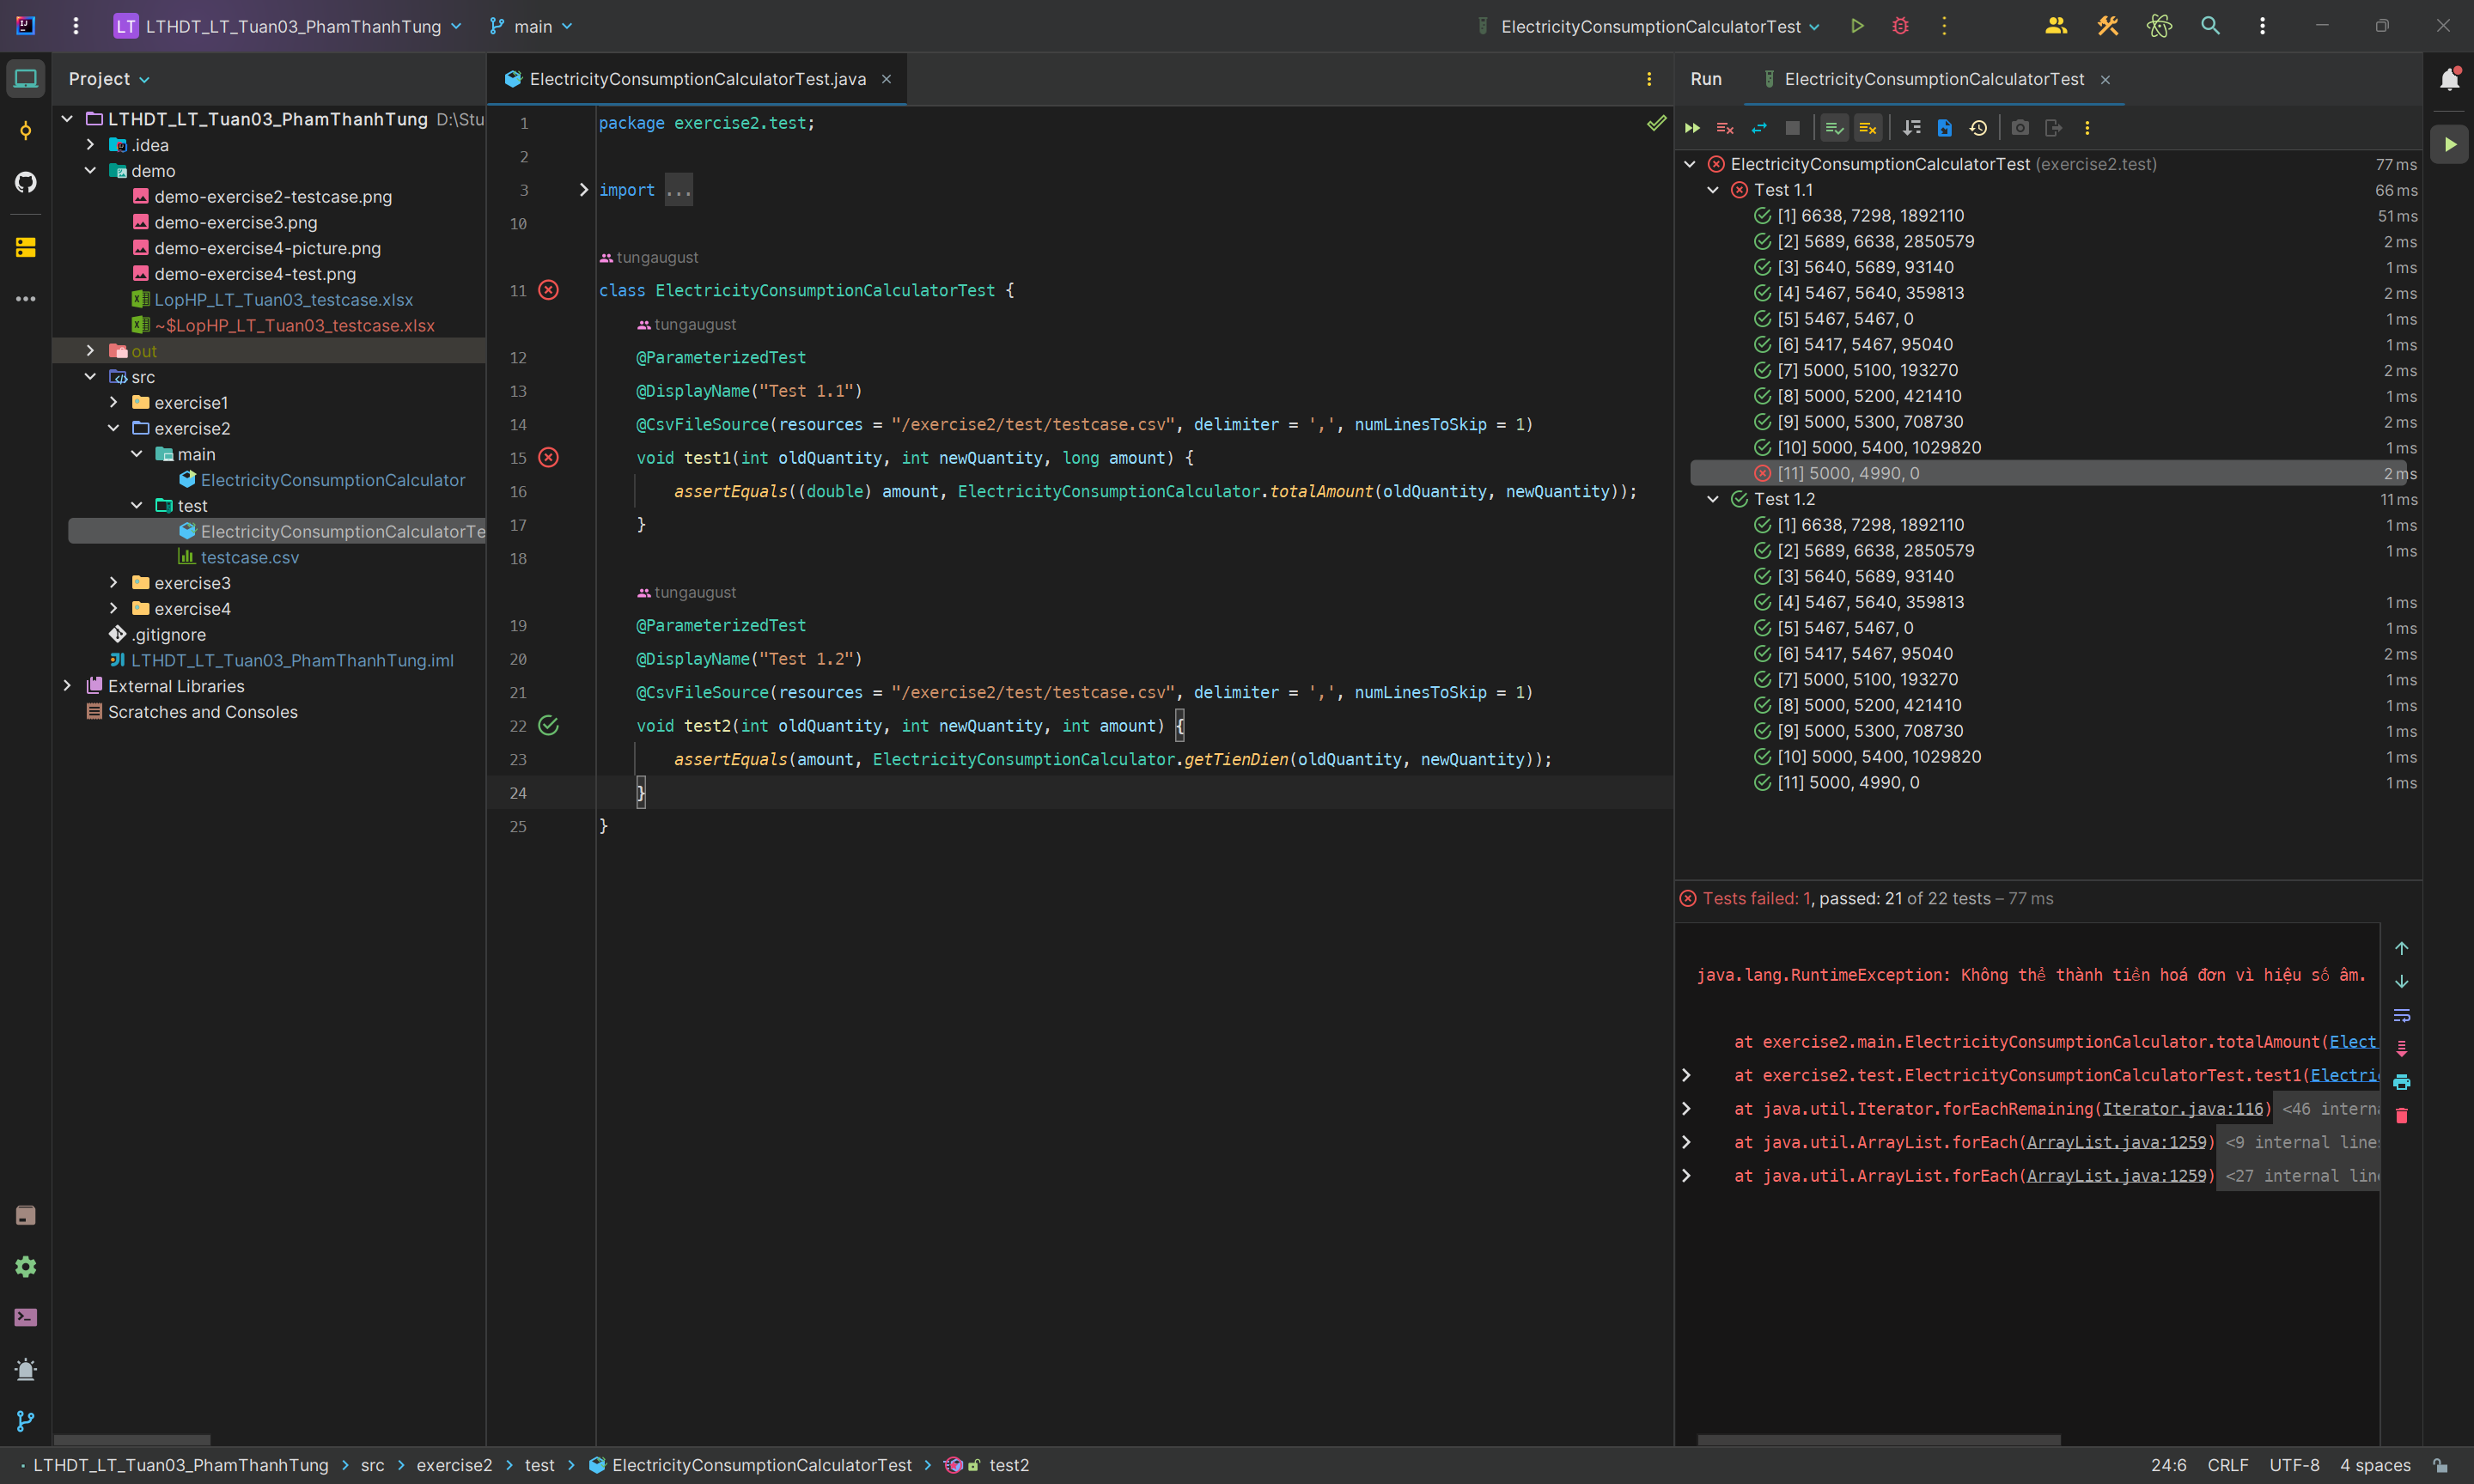 LT LTHDT_LT_Tuan03_PhamThanhTung main ElectricityConsumptionCalculatorTest
Project
LTHDT_LT_Tuan03_PhamThanhTung D:\Stu
.idea
demo
demo-exercise2-testcase.png
demo-exercise3.png
demo-exercise4-picture.png
demo-exercise4-test.png
LopHP_LT_Tuan03_testcase.xlsx
~$LopHP_LT_Tuan03_testcase.xlsx
out
src
exercise1
exercise2
main
ElectricityConsumptionCalculator
test
ElectricityConsumptionCalculatorTe
testcase.csv
exercise3
exercise4
.gitignore
LTHDT_LT_Tuan03_PhamThanhTung.iml
External Libraries
Scratches and Consoles
ElectricityConsumptionCalculatorTest.java
1 package exercise2.test;
2
3 import ...
10
tungaugust
11 class ElectricityConsumptionCalculatorTest {
tungaugust
12 @ParameterizedTest
13 @DisplayName("Test 1.1")
14 @CsvFileSource(resources = "/exercise2/test/testcase.csv", delimiter = ',', numLinesToSkip = 1)
15 void test1(int oldQuantity, int newQuantity, long amount) {
16 assertEquals((double) amount, ElectricityConsumptionCalculator.totalAmount(oldQuantity, newQuantity));
17 }
18
tungaugust
19 @ParameterizedTest
20 @DisplayName("Test 1.2")
21 @CsvFileSource(resources = "/exercise2/test/testcase.csv", delimiter = ',', numLinesToSkip = 1)
22 void test2(int oldQuantity, int newQuantity, int amount) {
23 assertEquals(amount, ElectricityConsumptionCalculator.getTienDien(oldQuantity, newQuantity));
24 }
25 }
Run ElectricityConsumptionCalculatorTest
ElectricityConsumptionCalculatorTest (exercise2.test) 77 ms
Test 1.1 66 ms
[1] 6638, 7298, 1892110 51 ms
[2] 5689, 6638, 2850579 2 ms
[3] 5640, 5689, 93140 1 ms
[4] 5467, 5640, 359813 2 ms
[5] 5467, 5467, 0 1 ms
[6] 5417, 5467, 95040 1 ms
[7] 5000, 5100, 193270 2 ms
[8] 5000, 5200, 421410 1 ms
[9] 5000, 5300, 708730 2 ms
[10] 5000, 5400, 1029820 1 ms
[11] 5000, 4990, 0 2 ms
Test 1.2 11 ms
[1] 6638, 7298, 1892110 1 ms
[2] 5689, 6638, 2850579 1 ms
[3] 5640, 5689, 93140
[4] 5467, 5640, 359813 1 ms
[5] 5467, 5467, 0 1 ms
[6] 5417, 5467, 95040 2 ms
[7] 5000, 5100, 193270 1 ms
[8] 5000, 5200, 421410 1 ms
[9] 5000, 5300, 708730 1 ms
[10] 5000, 5400, 1029820 1 ms
[11] 5000, 4990, 0 1 ms
Tests failed: 1, passed: 21 of 22 tests – 77 ms
java.lang.RuntimeException: Không thể thành tiền hoá đơn vì hiệu số âm.
at exercise2.main.ElectricityConsumptionCalculator.totalAmount(Elect
at exercise2.test.ElectricityConsumptionCalculatorTest.test1(Electri
at java.util.Iterator.forEachRemaining(Iterator.java:116) <46 intern
at java.util.ArrayList.forEach(ArrayList.java:1259) <9 internal line
at java.util.ArrayList.forEach(ArrayList.java:1259) <27 internal lin
LTHDT_LT_Tuan03_PhamThanhTung > src > exercise2 > test > ElectricityConsumptionCalculatorTest > test2 24:6 CRLF UTF-8 4 spaces